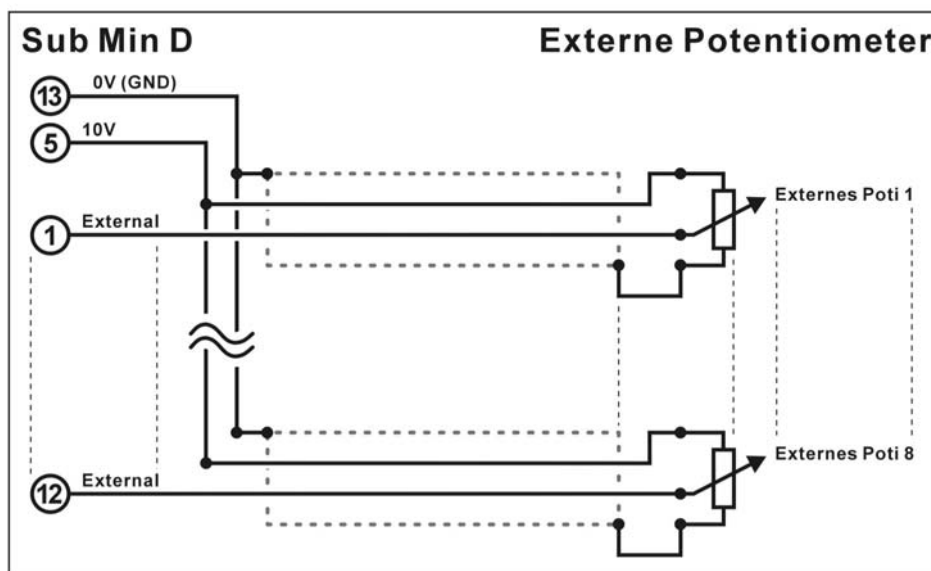 Sub Min D
Externe Potentiometer
13 0V (GND)
5 10V
1 External
Externes Poti 1
12 External
Externes Poti 8